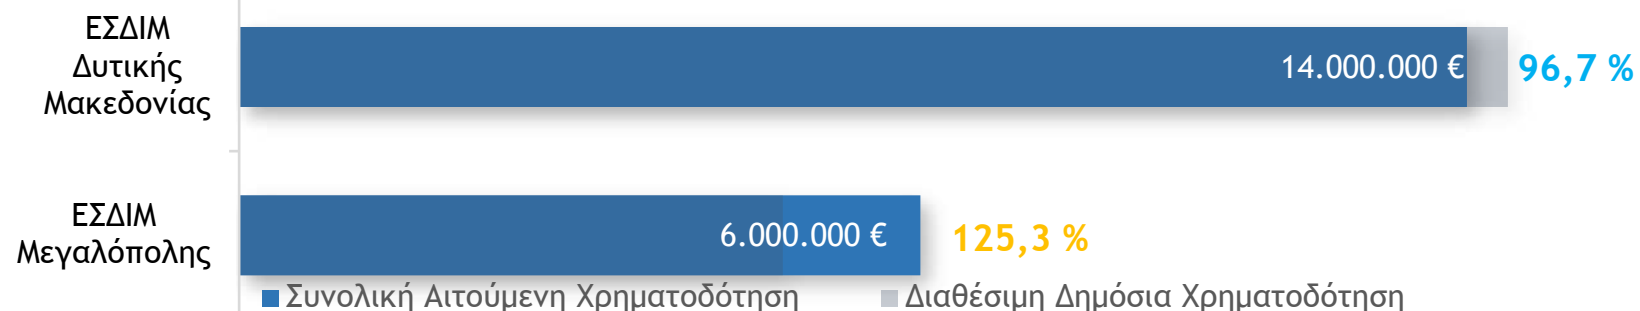 ΕΣΔΙΜ
Δυτικής
Μακεδονίας
14.000.000 €
96,7 %
ΕΣΔΙΜ
Μεγαλόπολης
6.000.000 €
125,3 %
Συνολική Αιτούμενη Χρηματοδότηση
Διαθέσιμη Δημόσια Χρηματοδότηση